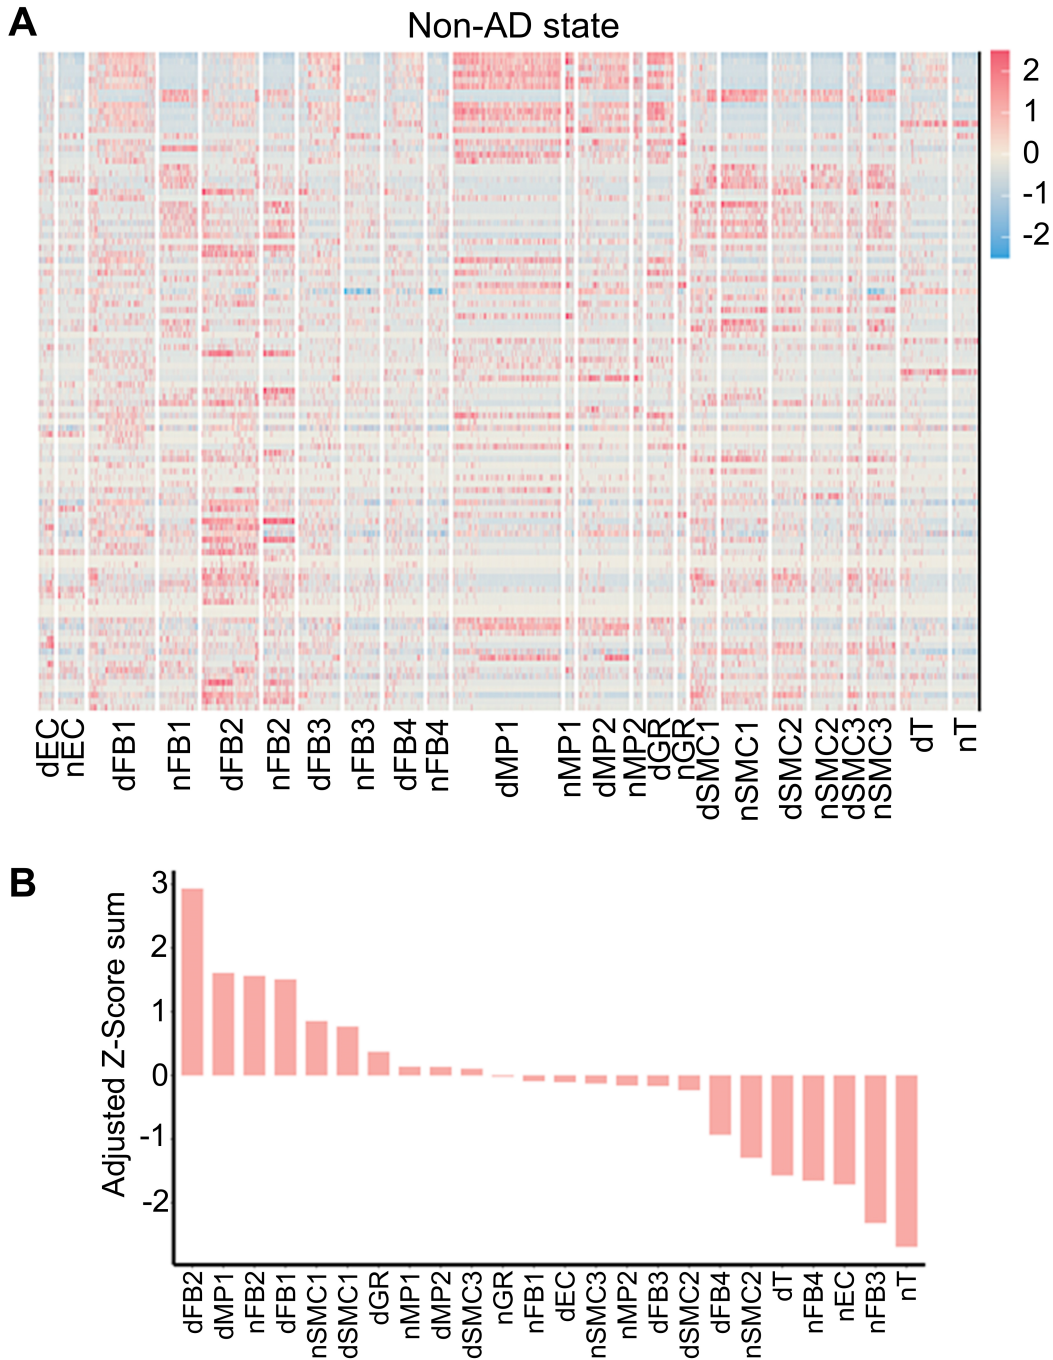 A
Non-AD state
2
1
0
-1
-2
dEC
nEC
dFB1
nFB1
dFB2
nFB2
dFB3
nFB3
dFB4
nFB4
dMP1
nMP1
dMP2
nMP2
dGR
nGR
dSMC1
nSMC1
dSMC2
nSMC2
dSMC3
nSMC3
dT
nT
B
Adjusted Z-Score sum
3
2
1
0
-1
-2
dFB2
dMP1
nFB2
dFB1
nSMC1
dSMC1
dGR
nMP1
dMP2
dSMC3
nGR
nFB1
dEC
nSMC3
nMP2
dFB3
dSMC2
dFB4
nSMC2
dT
nFB4
nEC
nFB3
nT